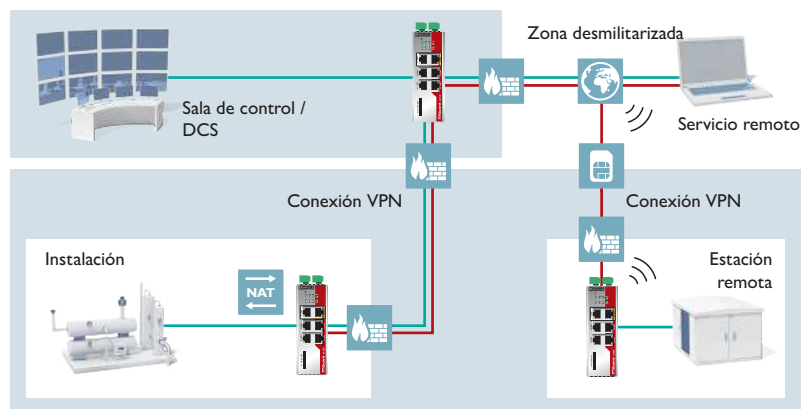 Zona desmilitarizada
Sala de control /
DCS
Servicio remoto
Conexión VPN
Conexión VPN
Instalación
NAT
Estación
remota